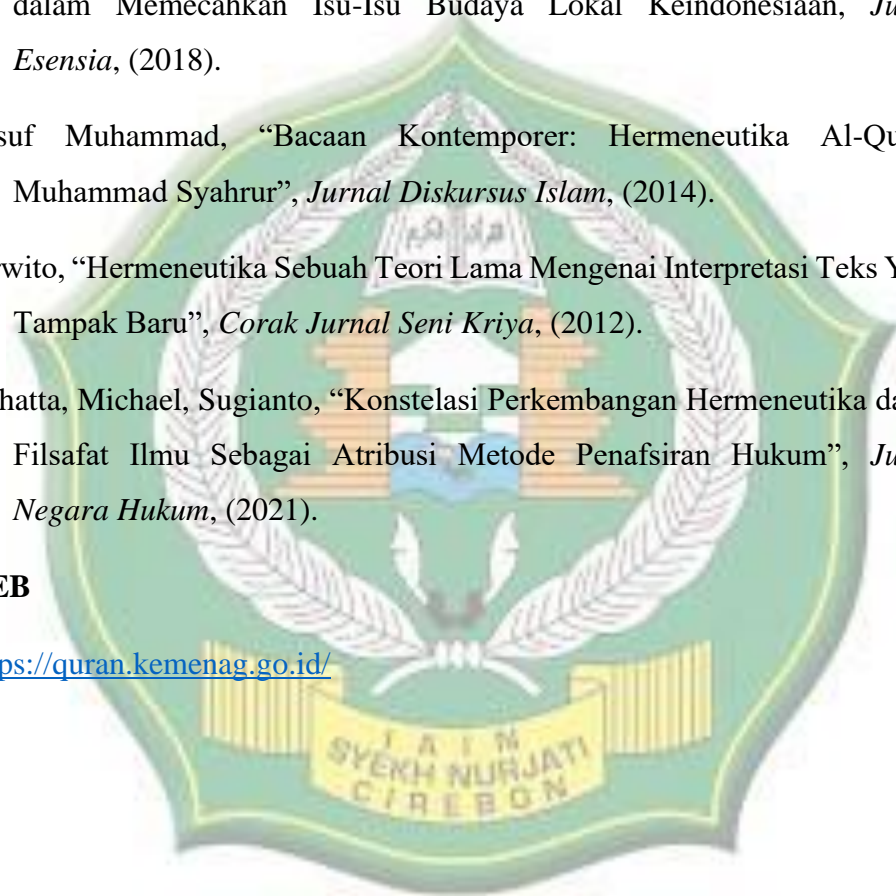 dalam Memecahkan Isu-Isu Budaya Lokal Keindonesiaan, Ju
Esensia, (2018).
suf Muhammad, “Bacaan Kontemporer: Hermeneutika Al-Qu
Muhammad Syahrur”, Jurnal Diskursus Islam, (2014).
rwito, “Hermeneutika Sebuah Teori Lama Mengenai Interpretasi Teks Y
Tampak Baru”, Corak Jurnal Seni Kriya, (2012).
hatta, Michael, Sugianto, “Konstelasi Perkembangan Hermeneutika da
Filsafat Ilmu Sebagai Atribusi Metode Penafsiran Hukum”, Ju
Negara Hukum, (2021).
EB
ps://quran.kemenag.go.id/
IAIN
SYEKH NURJATI
CIREBON